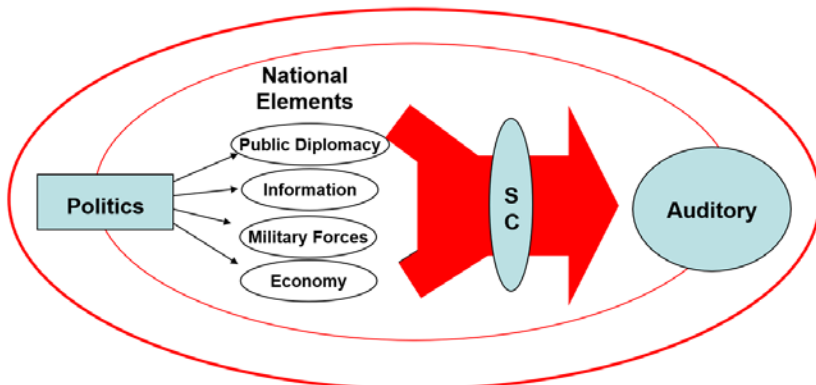 National
Elements
Public Diplomacy
Politics
Information
Military Forces
Economy
S
C
Auditory